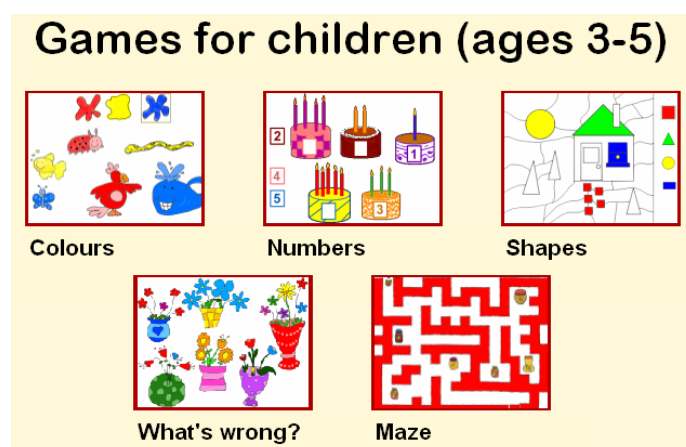 Games for children (ages 3-5)
2
4
5
1
3
Colours
Numbers
Shapes
What's wrong?
Maze